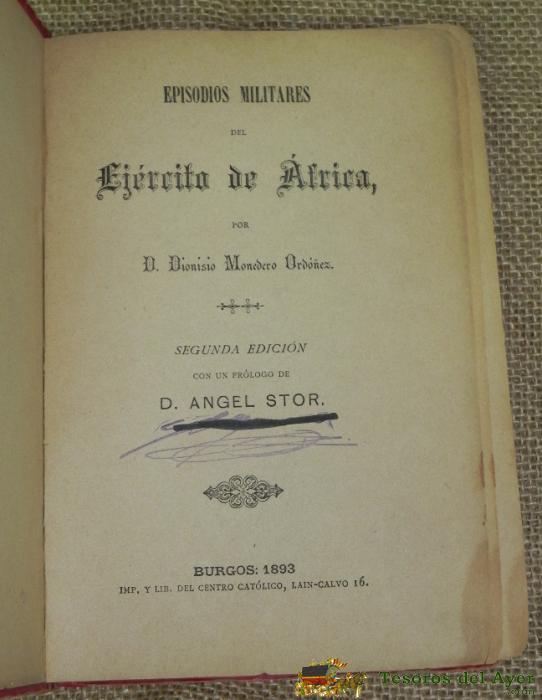 EPISODIOS MILITARES
DEL
Ejército de África,
POR
D. Dionisio Monedero Ordóñez.
SEGUNDA EDICIÓN
CON UN PRÓLOGO DE
D. ANGEL STOR.
BURGOS: 1893
IMP. Y LIB. DEL CENTRO CATÓLICO, LAIN-CALVO 16.
Tesoros del Ayer
.com